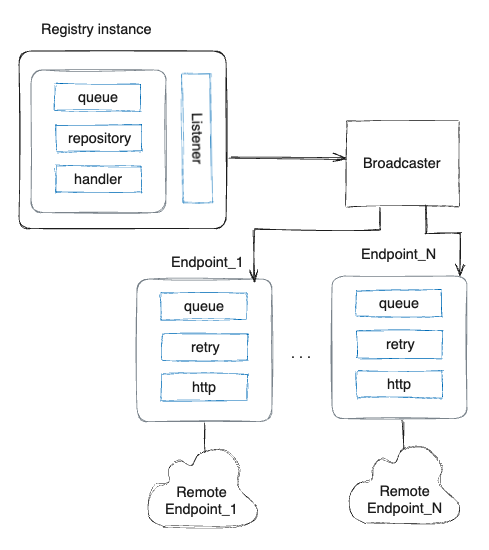 Registry instance
queue
repository
handler
Listener
Broadcaster
Endpoint_1
Endpoint_N
queue
retry
http
...
queue
retry
http
Remote
Endpoint_1
Remote
Endpoint_N